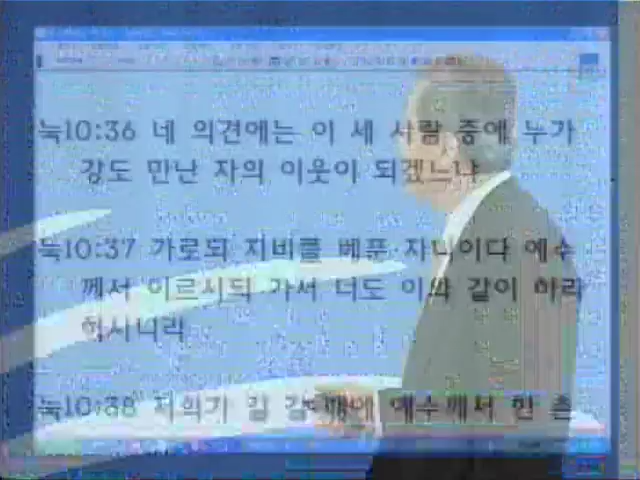 눅10:36 네 의견에는 이 세 사람 중에 누가
강도 만난 자의 이웃이 되겠느냐
눅10:37 가로되 자비를 베푼 자니이다 예수
께서 이르시되 가서 너도 이와 같이 하라
하시니라
눅10:38 저희가 길 갈 때에 예수께서 한 촌